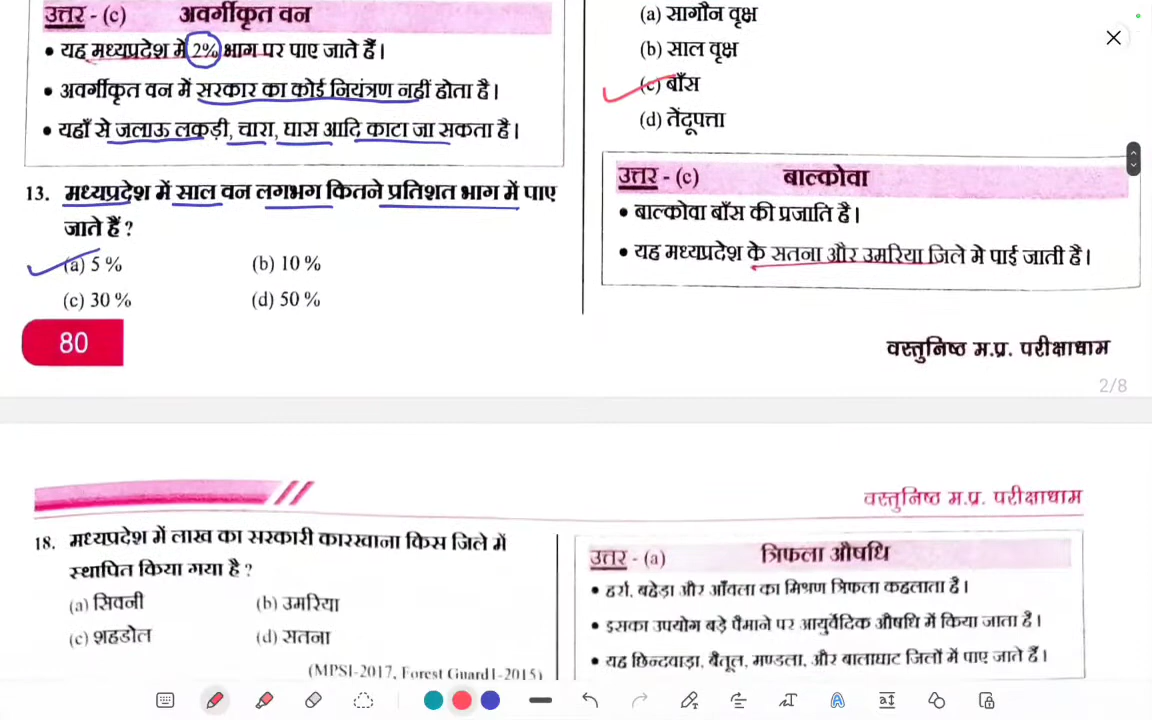 उत्तर - (c) अवर्गीकृत वन
• यह मध्यप्रदेश में 2% भाग पर पाए जाते हैं।
• अवर्गीकृत वन में सरकार का कोई नियंत्रण नहीं होता है।
• यहाँ से जलाऊ लकड़ी, चारा, घास आदि काटा जा सकता है।
13. मध्यप्रदेश में साल वन लगभग कितने प्रतिशत भाग में पाए
जाते हैं ?
(a) 5 % (b) 10 %
(c) 30 % (d) 50 %
80
(a) सागौन वृक्ष
(b) साल वृक्ष
(c) बाँस
(d) तेंदूपत्ता
उत्तर - (c) बाल्कोवा
• बाल्कोवा बाँस की प्रजाति है।
• यह मध्यप्रदेश के सतना और उमरिया जिले मे पाई जाती है।
वस्तुनिष्ठ म.प्र. परीक्षाधाम
2/8
वस्तुनिष्ठ म.प्र. परीक्षाधाम
18. मध्यप्रदेश में लाख का सरकारी कारखाना किस जिले में
स्थापित किया गया है ?
(a) सिवनी (b) उमरिया
(c) शहडोल (d) सतना
(MPSI-2017, Forest Guard I-2015)
उत्तर - (a) त्रिफला औषधि
• हर्रा, बहेड़ा और आँवला का मिश्रण त्रिफला कहलाता है।
• इसका उपयोग बड़े पैमाने पर आयुर्वेदिक औषधि में किया जाता है।
• यह छिन्दवाड़ा, बैतूल, मण्डला, और बालाघाट जिलों में पाए जाते हैं।